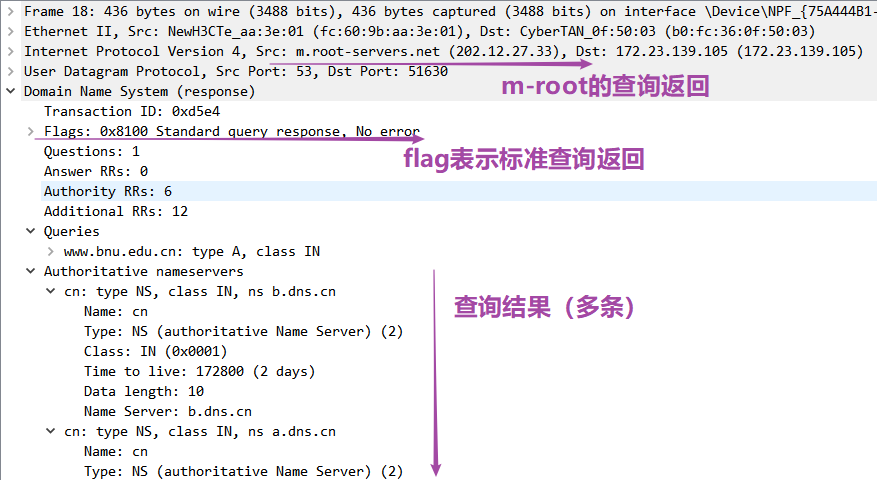 Frame 18: 436 bytes on wire (3488 bits), 436 bytes captured (3488 bits) on interface \Device\NPF_{75A444B1-
Ethernet II, Src: NewH3CTe_aa:3e:01 (fc:60:9b:aa:3e:01), Dst: CyberTAN_0f:50:03 (b0:fc:36:0f:50:03)
Internet Protocol Version 4, Src: m.root-servers.net (202.12.27.33), Dst: 172.23.139.105 (172.23.139.105)
User Datagram Protocol, Src Port: 53, Dst Port: 51630
m-root的查询返回
Domain Name System (response)
Transaction ID: 0xd5e4
Flags: 0x8100 Standard query response, No error
flag表示标准查询返回
Questions: 1
Answer RRs: 0
Authority RRs: 6
Additional RRs: 12
Queries
www.bnu.edu.cn: type A, class IN
Authoritative nameservers
cn: type NS, class IN, ns b.dns.cn
查询结果（多条）
Name: cn
Type: NS (authoritative Name Server) (2)
Class: IN (0x0001)
Time to live: 172800 (2 days)
Data length: 10
Name Server: b.dns.cn
cn: type NS, class IN, ns a.dns.cn
Name: cn
Type: NS (authoritative Name Server) (2)